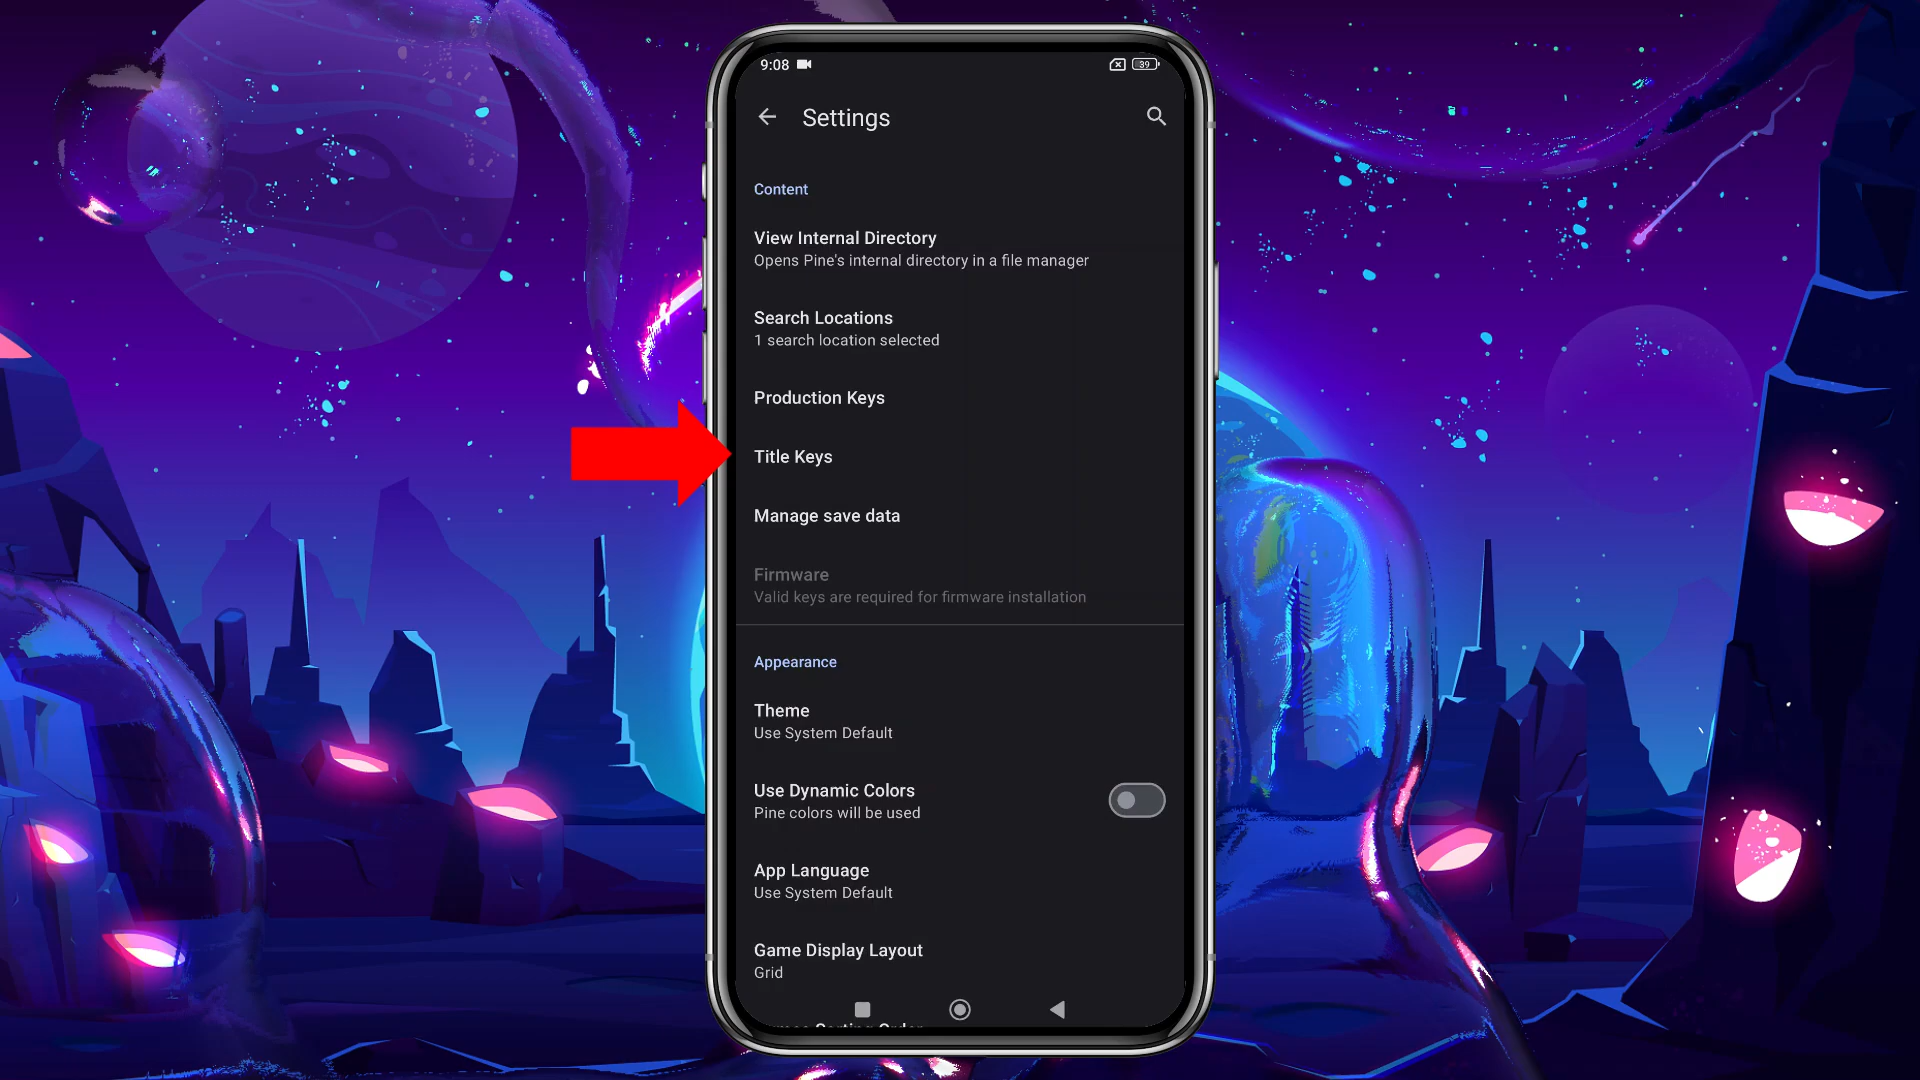 9:08
39
Settings
Content
View Internal Directory
Opens Pine's internal directory in a file manager
Search Locations
1 search location selected
Production Keys
Title Keys
Manage save data
Firmware
Valid keys are required for firmware installation
Appearance
Theme
Use System Default
Use Dynamic Colors
Pine colors will be used
App Language
Use System Default
Game Display Layout
Grid
Sorting Order